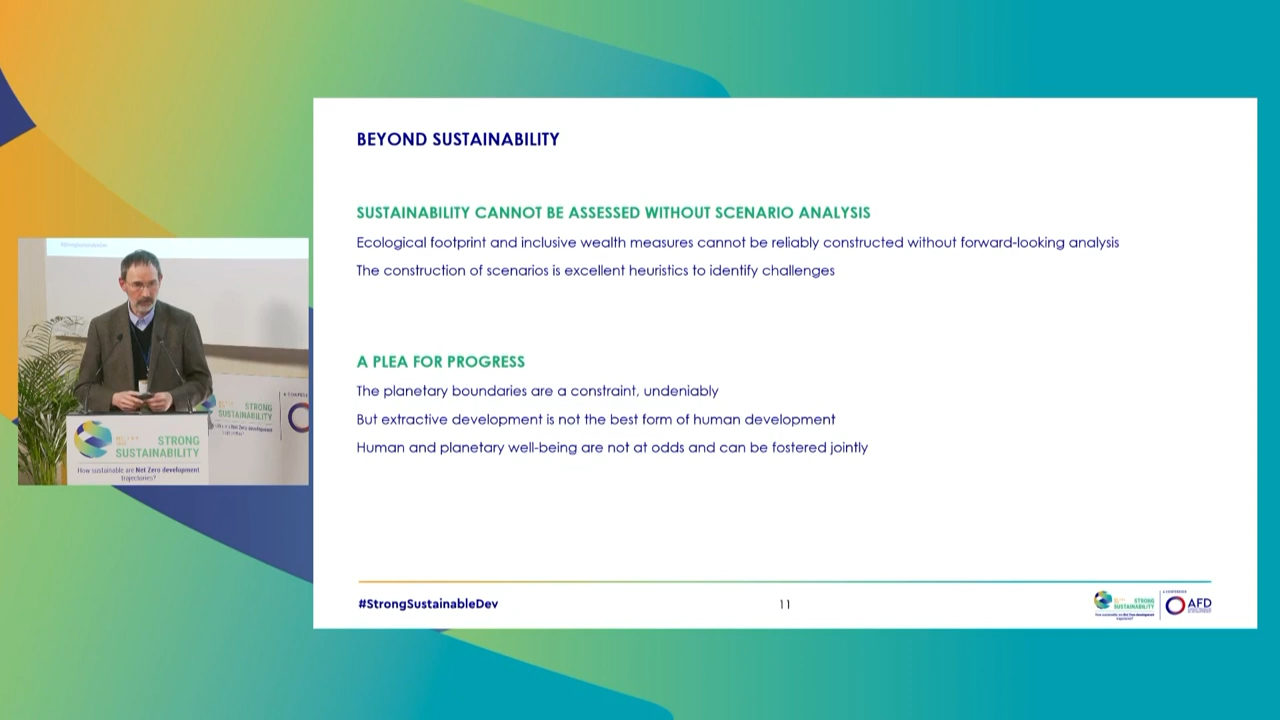 BEYOND SUSTAINABILITY
SUSTAINABILITY CANNOT BE ASSESSED WITHOUT SCENARIO ANALYSIS
Ecological footprint and inclusive wealth measures cannot be reliably constructed without forward-looking analysis
The construction of scenarios is excellent heuristics to identify challenges
A PLEA FOR PROGRESS
The planetary boundaries are a constraint, undeniably
But extractive development is not the best form of human development
Human and planetary well-being are not at odds and can be fostered jointly
#StrongSustainableDev
11
STRONG
SUSTAINABILITY
A CONFERENCE
AFD
#StrongSustainableDev
STRONG
SUSTAINABILITY
STRONG
SUSTAINABILITY
How sustainable are Net Zero development
trajectories?